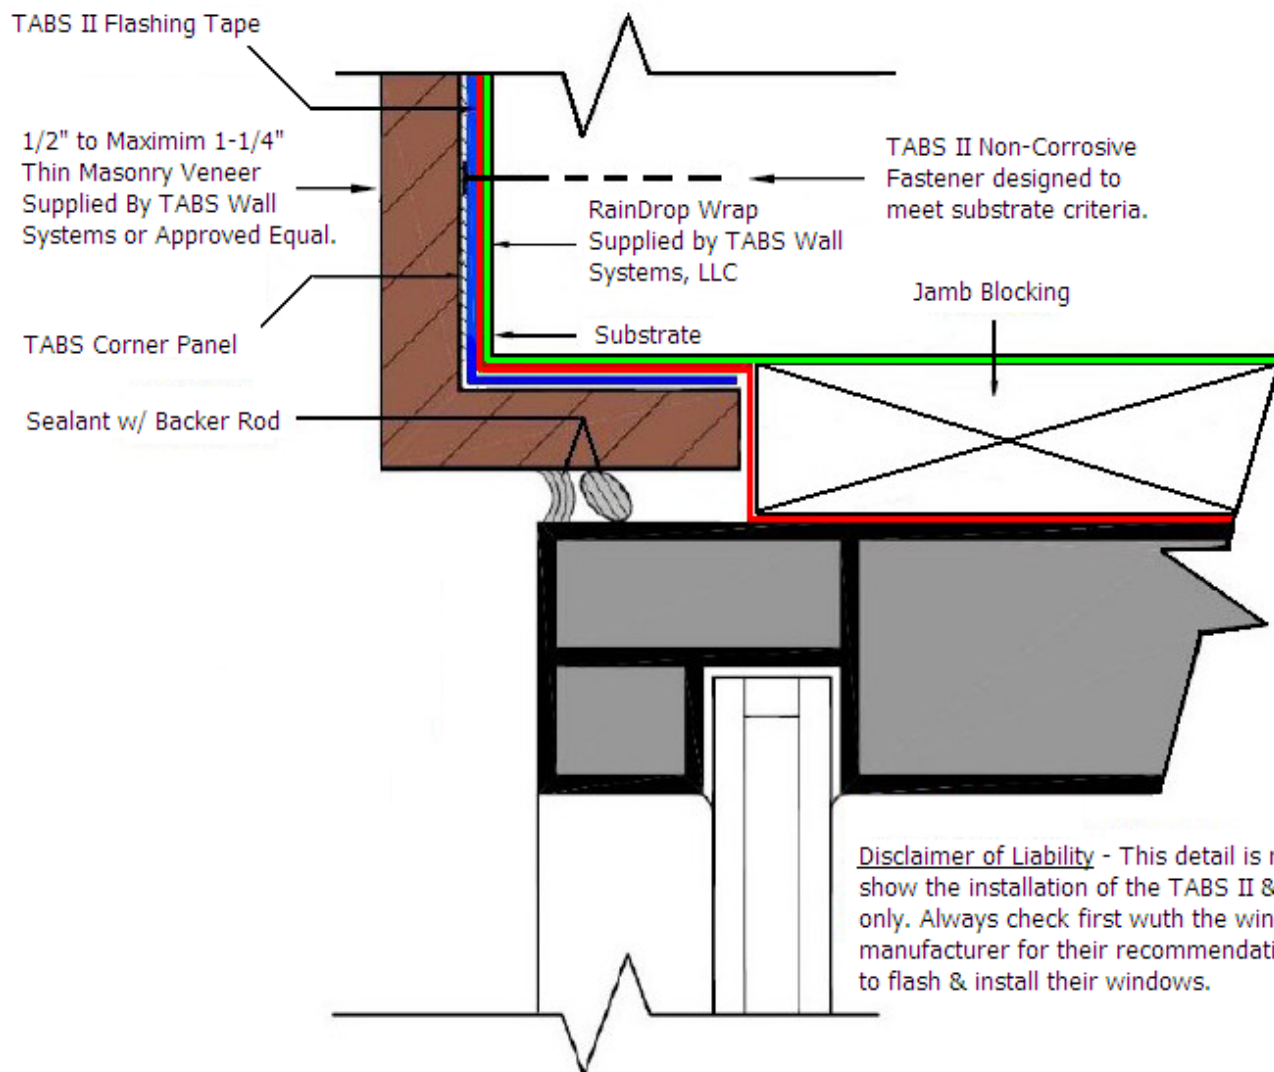 TABS II Flashing Tape
1/2" to Maximim 1-1/4"
Thin Masonry Veneer
Supplied By TABS Wall
Systems or Approved Equal.
TABS II Non-Corrosive
Fastener designed to
meet substrate criteria.
RainDrop Wrap
Supplied by TABS Wall
Systems, LLC
Jamb Blocking
Substrate
TABS Corner Panel
Sealant w/ Backer Rod
Disclaimer of Liability - This detail is
show the installation of the TABS II &
only. Always check first wuth the win
manufacturer for their recommendati
to flash & install their windows.